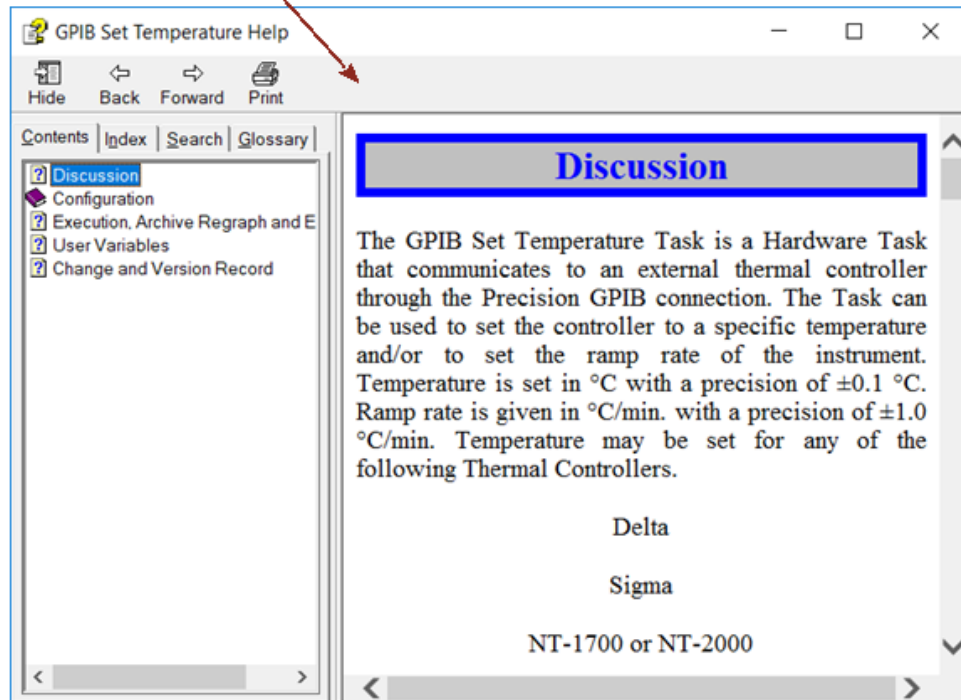 GPIB Set Temperature Help
Hide Back Forward Print
Contents Index Search Glossary
Discussion
Configuration
Execution, Archive Regraph and E
User Variables
Change and Version Record
Discussion
The GPIB Set Temperature Task is a Hardware Task
that communicates to an external thermal controller
through the Precision GPIB connection. The Task can
be used to set the controller to a specific temperature
and/or to set the ramp rate of the instrument.
Temperature is set in °C with a precision of ±0.1 °C.
Ramp rate is given in °C/min. with a precision of ±1.0
°C/min. Temperature may be set for any of the
following Thermal Controllers.
Delta
Sigma
NT-1700 or NT-2000